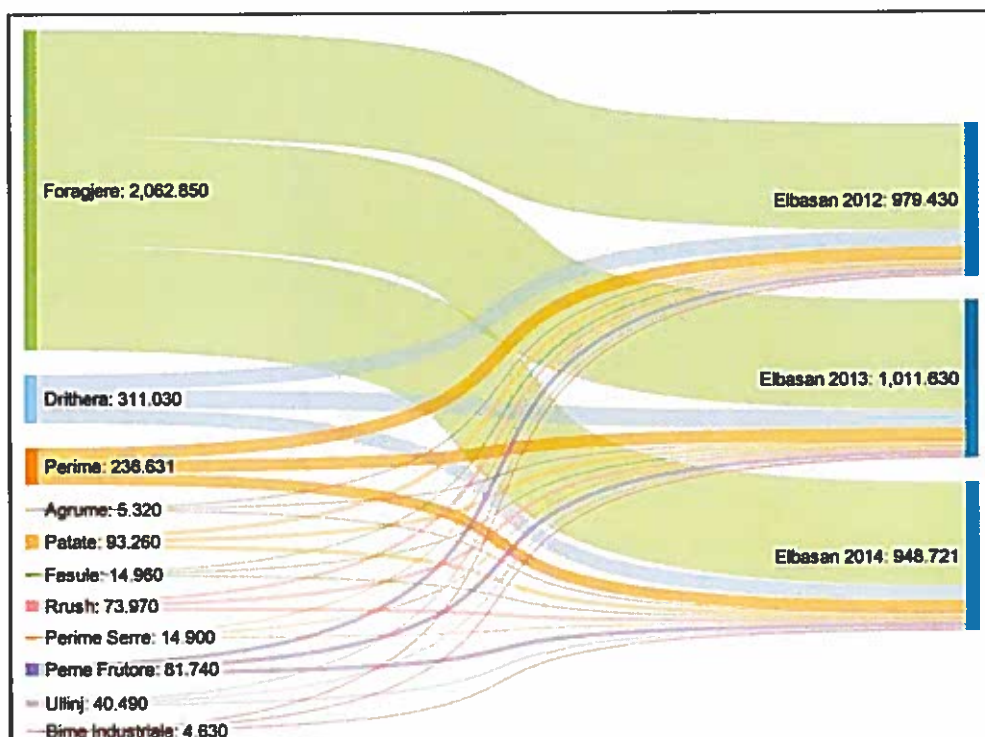 Foragjere: 2,062.850
Drithera: 311.030
Perime: 236.631
Agrume: 5.320
Patate: 93.260
Fasule: 14.960
Rrush: 73.970
Perime Serre: 14.900
Peme Frutore: 81.740
Ullinj: 40.490
Bime Industriale: 4.630
Elbasan 2012: 979.430
Elbasan 2013: 1,011.630
Elbasan 2014: 948.721